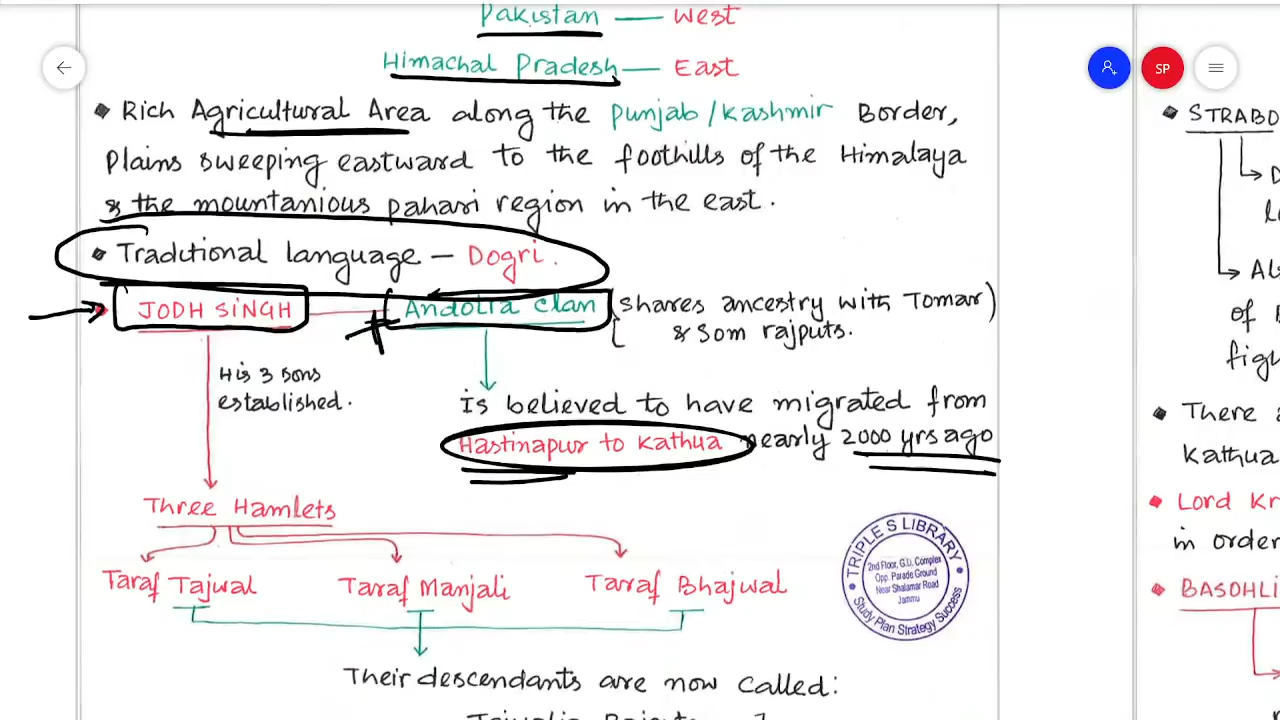 Pakistan — West
Himachal Pradesh — East
SP
• Rich Agricultural Area along the Punjab/Kashmir Border,
plains sweeping eastward to the foothills of the Himalaya
& the mountanious pahari region in the east.
• Traditional language — Dogri.
JODH SINGH — Andotra clan (shares ancestry with Tomar)
& Som rajputs.
His 3 sons
established.
is believed to have migrated from
Hastinapur to Kathua nearly 2000 yrs ago
Three Hamlets
Taraf Tajwal Taraf Manjali Taraf Bhajwal
TRIPLE S LIBRARY
2nd Floor, G.D. Complex
Opp. Parade Ground
Near Shalamar Road
Jammu
Study Plan Strategy Success
Their descendants are now called:
• STRABO
of
figu
• There a
Kathua
• Lord Kr
in order
• BASOHLI